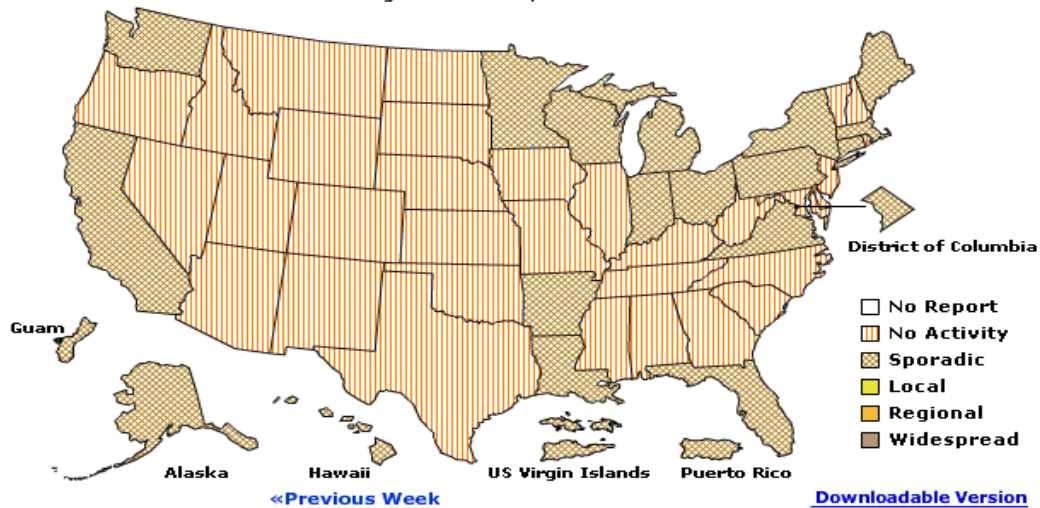 District of Columbia
No Report
Guam
No Activity
Sporadic
Local
Regional
Widespread
Alaska
Hawaii
US Virgin Islands
Puerto Rico
«Previous Week
Downloadable Version